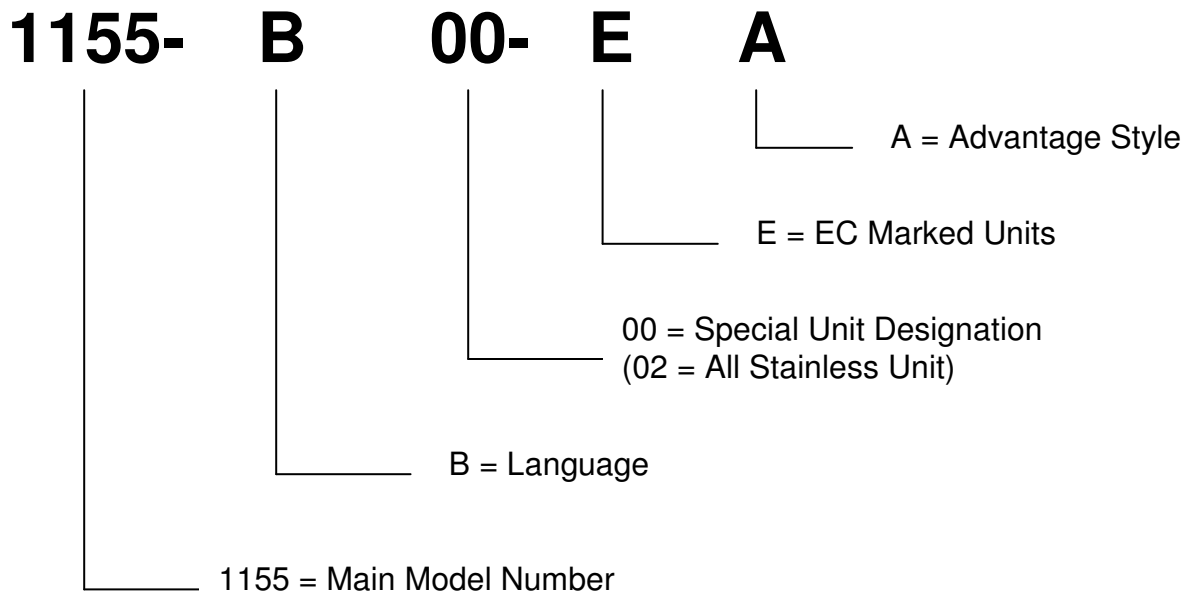 1155- B 00- E A
A = Advantage Style
E = EC Marked Units
00 = Special Unit Designation
(02 = All Stainless Unit)
B = Language
1155 = Main Model Number